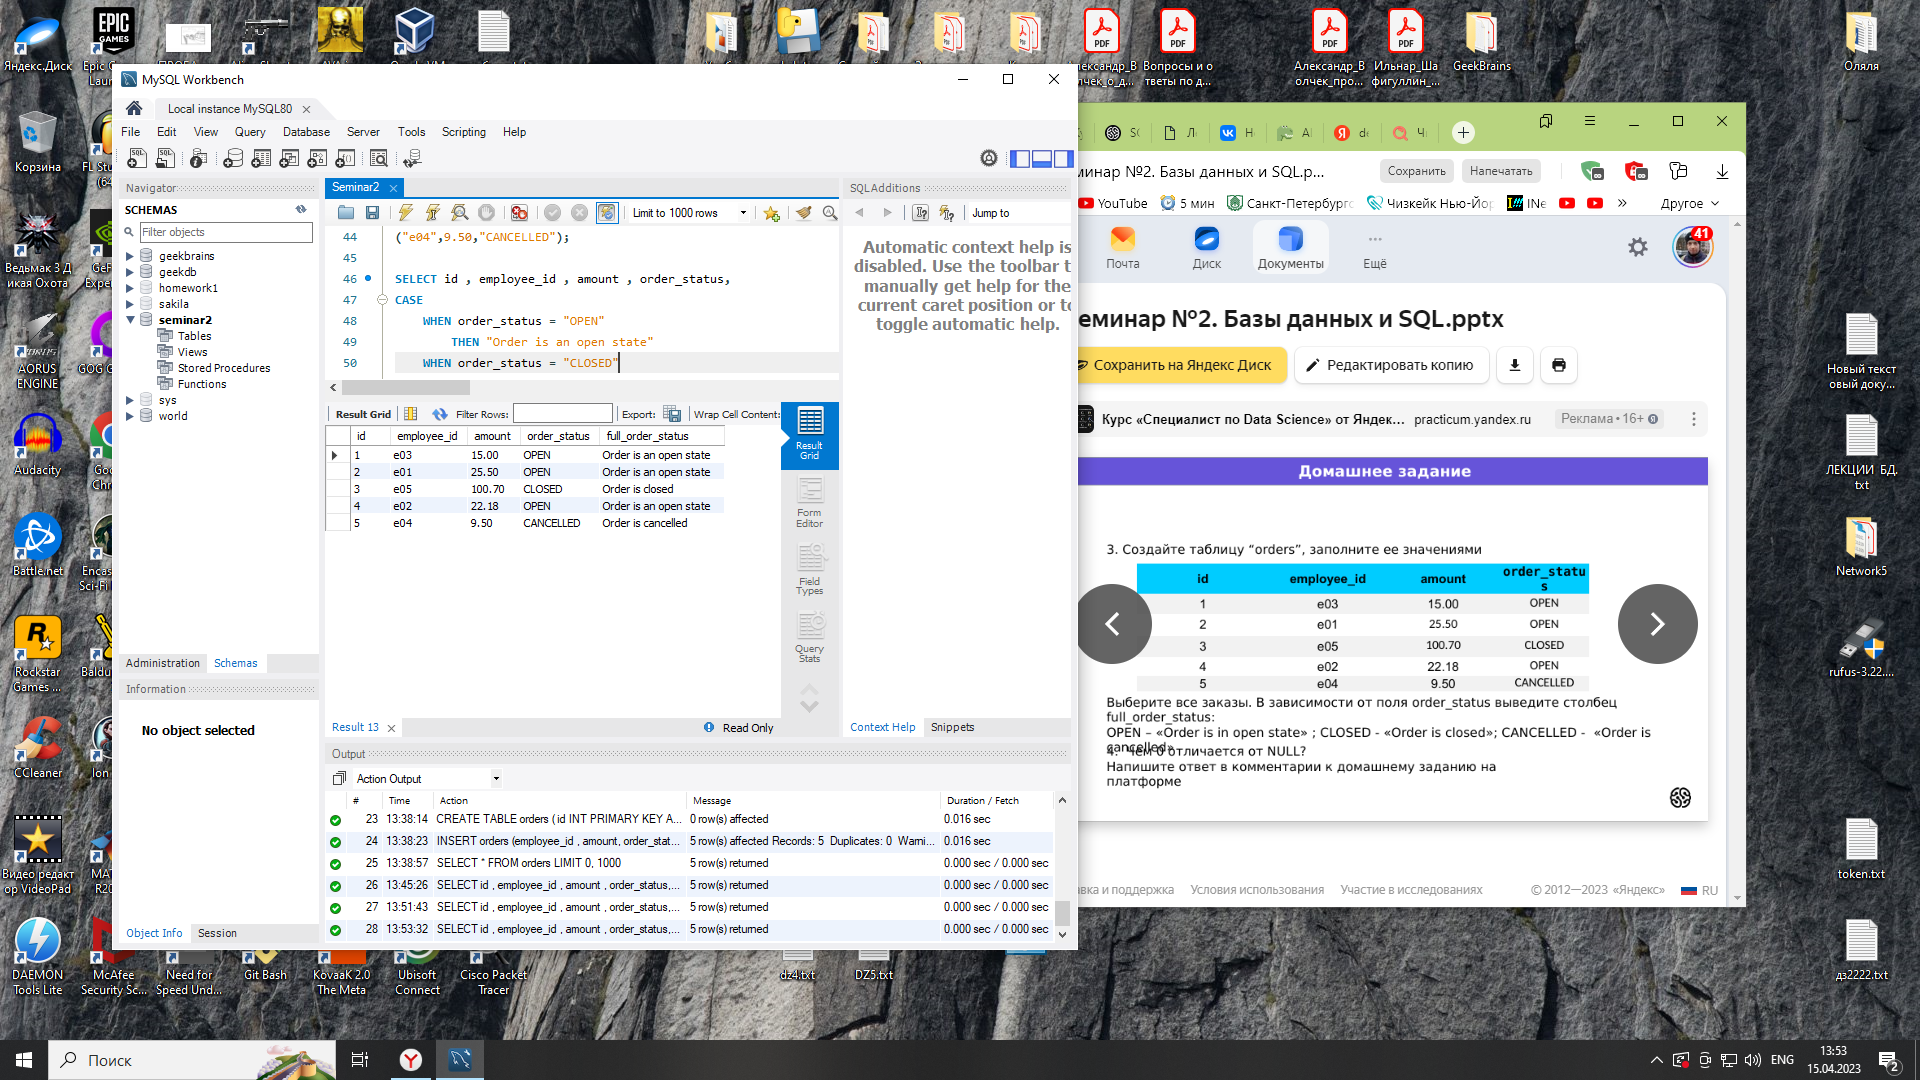 Яндекс.Диск
EPIC GAMES
Корзина
Ведьмак 3 Д
икая Охота
AORUS
ENGINE
Audacity
Battle.net
Rockstar
Games ...
CCleaner
Видео редакт
ор VideoPad
DAEMON
Tools Lite
McAfee
Security Sc...
Need for
Speed Und...
Git Bash
KovaaK 2.0
The Meta
Ubisoft
Connect
Cisco Packet
Tracer
dz4.txt
DZ5.txt
MySQL Workbench
Local instance MySQL80
File Edit View Query Database Server Tools Scripting Help
Navigator
SCHEMAS
Filter objects
geekbrains
geekdb
homework1
sakila
seminar2
Tables
Views
Stored Procedures
Functions
sys
world
Administration Schemas
Information
No object selected
Object Info Session
Seminar2
Limit to 1000 rows
44 ("e04",9.50,"CANCELLED");
45
46 SELECT id , employee_id , amount , order_status,
47 CASE
48 WHEN order_status = "OPEN"
49 THEN "Order is an open state"
50 WHEN order_status = "CLOSED"
Result Grid Filter Rows: Export: Wrap Cell Content:
id employee_id amount order_status full_order_status
1 e03 15.00 OPEN Order is an open state
2 e01 25.50 OPEN Order is an open state
3 e05 100.70 CLOSED Order is closed
4 e02 22.18 OPEN Order is an open state
5 e04 9.50 CANCELLED Order is cancelled
Result
Grid
Form
Editor
Field
Types
Query
Stats
Result 13
Read Only
SQLAdditions
Jump to
Automatic context help is
disabled. Use the toolbar t
manually get help for the
current caret position or to
toggle automatic help.
Context Help Snippets
Output
Action Output
# Time Action Message Duration / Fetch
23 13:38:14 CREATE TABLE orders ( id INT PRIMARY KEY A... 0 row(s) affected 0.016 sec
24 13:38:23 INSERT orders (employee_id , amount, order_stat... 5 row(s) affected Records: 5 Duplicates: 0 Warni... 0.016 sec
25 13:38:57 SELECT * FROM orders LIMIT 0, 1000 5 row(s) returned 0.000 sec / 0.000 sec
26 13:45:26 SELECT id , employee_id , amount , order_status,... 5 row(s) returned 0.000 sec / 0.000 sec
27 13:51:43 SELECT id , employee_id , amount , order_status,... 5 row(s) returned 0.000 sec / 0.000 sec
28 13:53:32 SELECT id , employee_id , amount , order_status,... 5 row(s) returned 0.000 sec / 0.000 sec
Вопросы и о
тветы по д...
Александр_В
олчек_про...
Ильнар_Ша
фигуллин_...
GeekBrains
Оляля
минар №2. Базы данных и SQL.p...
Сохранить
Напечатать
YouTube
5 мин
Санкт-Петербург
Чизкейк Нью-Йор
INe
»
Другое
Почта
Диск
Документы
Ещё
41
еминар №2. Базы данных и SQL.pptx
Сохранить на Яндекс Диск
Редактировать копию
Курс «Специалист по Data Science» от Яндек... practicum.yandex.ru
Реклама • 16+
Домашнее задание
3. Создайте таблицу “orders”, заполните ее значениями
id employee_id amount order_statu
s
1 e03 15.00 OPEN
2 e01 25.50 OPEN
3 e05 100.70 CLOSED
4 e02 22.18 OPEN
5 e04 9.50 CANCELLED
Выберите все заказы. В зависимости от поля order_status выведите столбец
full_order_status:
OPEN – «Order is in open state» ; CLOSED - «Order is closed»; CANCELLED - «Order is
cancelled»
4. Чем 0 отличается от NULL?
Напишите ответ в комментарии к домашнему заданию на
платформе
авка и поддержка Условия использования Участие в исследованиях
© 2012—2023 «Яндекс»
RU
Новый текст
овый доку...
ЛЕКЦИИ БД.
txt
Network5
rufus-3.22....
token.txt
дз2222.txt
Поиск
ENG
13:53
15.04.2023
2